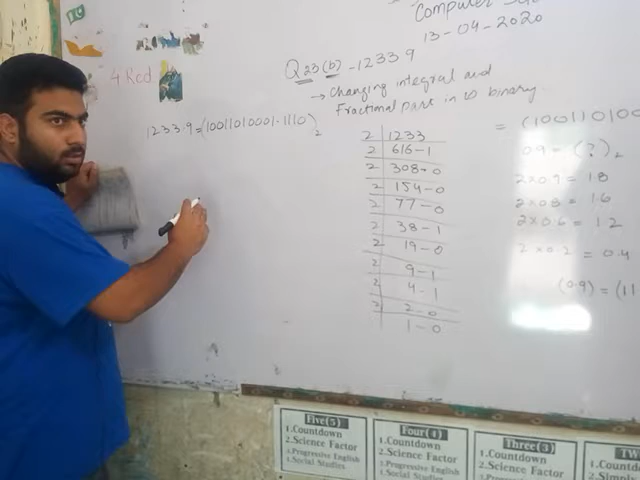 Computer
13-04-2020
Q23(b) - 1233.9
→ Changing integral and
Fractional part in binary.
4 Red
1233.9 = (10011010001.1110)₂
2 | 1233
2 | 616-1
2 | 308-0
2 | 154-0
2 | 77-0
2 | 38-1
2 | 19-0
2 | 9-1
2 | 4-1
2 | 2-0
1-0
= (100110100
0.9 = (?)₂
2×0.9 = 1.8
2×0.8 = 1.6
2×0.6 = 1.2
2×0.2 = 0.4
(0.9) = (11
Five(5)
1.Countdown
2.Science Factor
3.Progressive English
4.Social Studies
Four(4)
1.Countdown
2.Science Factor
3.Progressive English
4.Social Studies
Three(3)
1.Countdown
2.Science Factor
3.Progressive English
TW
1.Countd